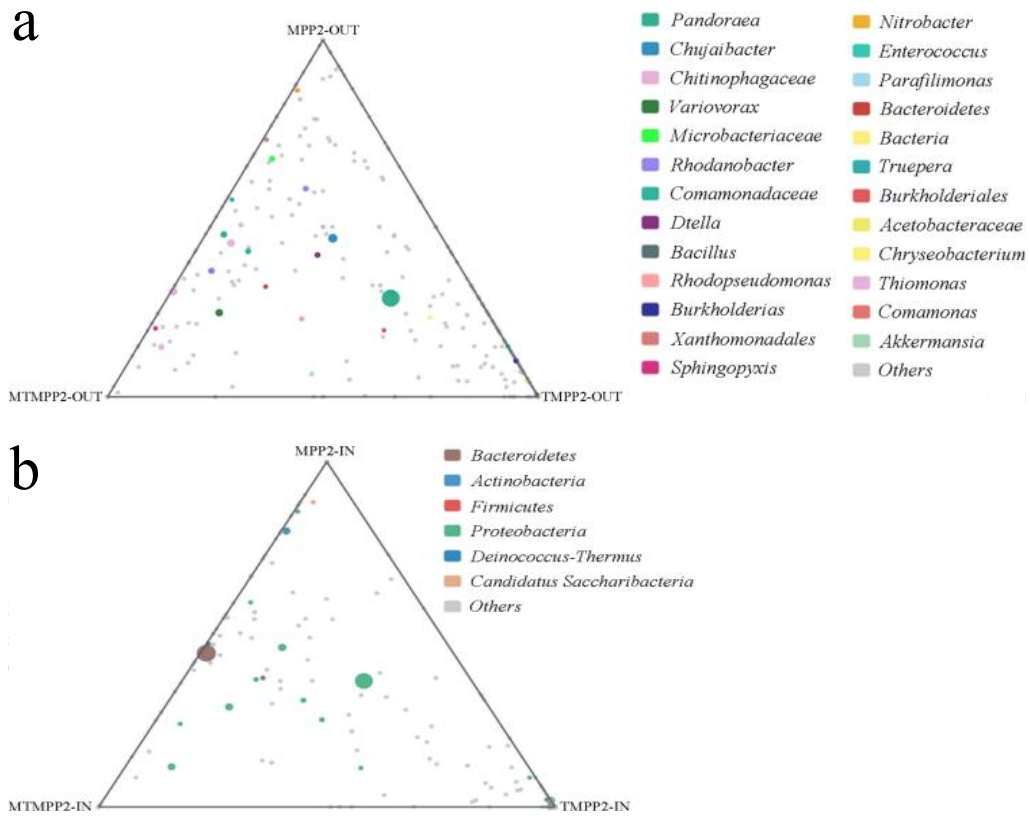 a
MPP2-OUT
MTMPP2-OUT
TMPP2-OUT
Pandoraea
Chujaibacter
Chitinophagaceae
Variovorax
Microbacteriaceae
Rhodanobacter
Comamonadaceae
Dtella
Bacillus
Rhodopseudomonas
Burkholderias
Xanthomonadales
Sphingopyxis
Nitrobacter
Enterococcus
Parafilimonas
Bacteroidetes
Bacteria
Truepera
Burkholderiales
Acetobacteraceae
Chryseobacterium
Thiomonas
Comamonas
Akkermansia
Others
b
MPP2-IN
MTMPP2-IN
TMPP2-IN
Bacteroidetes
Actinobacteria
Firmicutes
Proteobacteria
Deinococcus-Thermus
Candidatus Saccharibacteria
Others